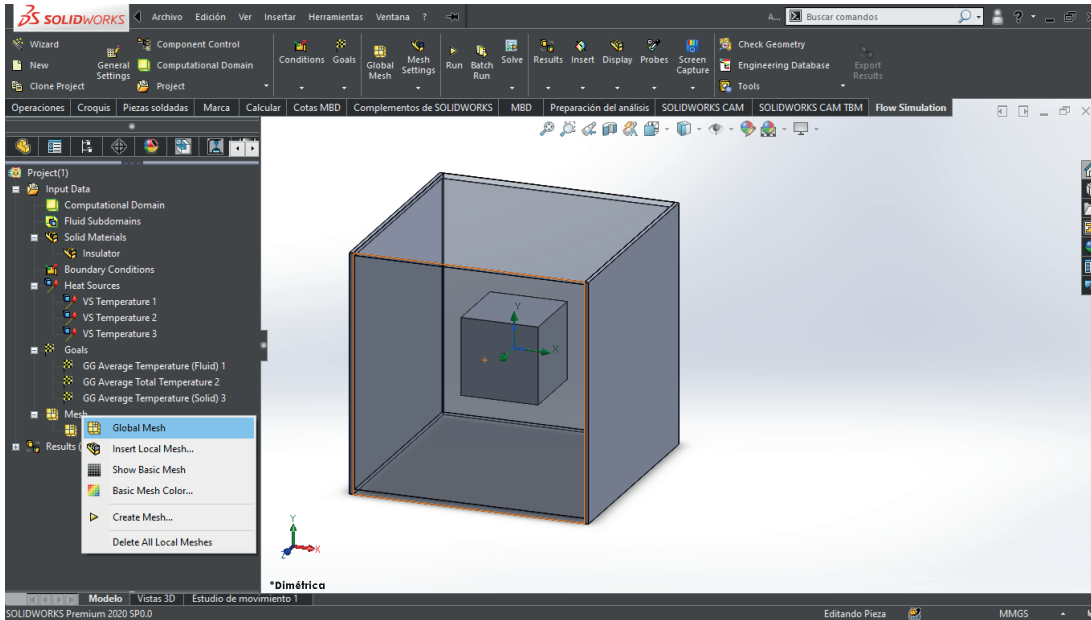 SOLIDWORKS Archivo Edición Ver Insertar Herramientas Ventana ? A... Buscar comandos ?
Wizard
New
Clone Project
General Settings
Component Control
Computational Domain
Project
Conditions Goals Global Mesh Mesh Settings Run Batch Run Solve Results Insert Display Probes Screen Capture
Check Geometry
Engineering Database
Tools
Export Results
Operaciones Croquis Piezas soldadas Marca Calcular Cotas MBD Complementos de SOLIDWORKS MBD Preparación del análisis SOLIDWORKS CAM SOLIDWORKS CAM TBM Flow Simulation
Project(1)
Input Data
Computational Domain
Fluid Subdomains
Solid Materials
Insulator
Boundary Conditions
Heat Sources
VS Temperature 1
VS Temperature 2
VS Temperature 3
Goals
GG Average Temperature (Fluid) 1
GG Average Total Temperature 2
GG Average Temperature (Solid) 3
Mesh
Results (
Global Mesh
Insert Local Mesh...
Show Basic Mesh
Basic Mesh Color...
Create Mesh...
Delete All Local Meshes
Y
X
Y
X
Z
*Dimétrica
Modelo Vistas 3D Estudio de movimiento 1
SOLIDWORKS Premium 2020 SP0.0 Editando Pieza MMGS